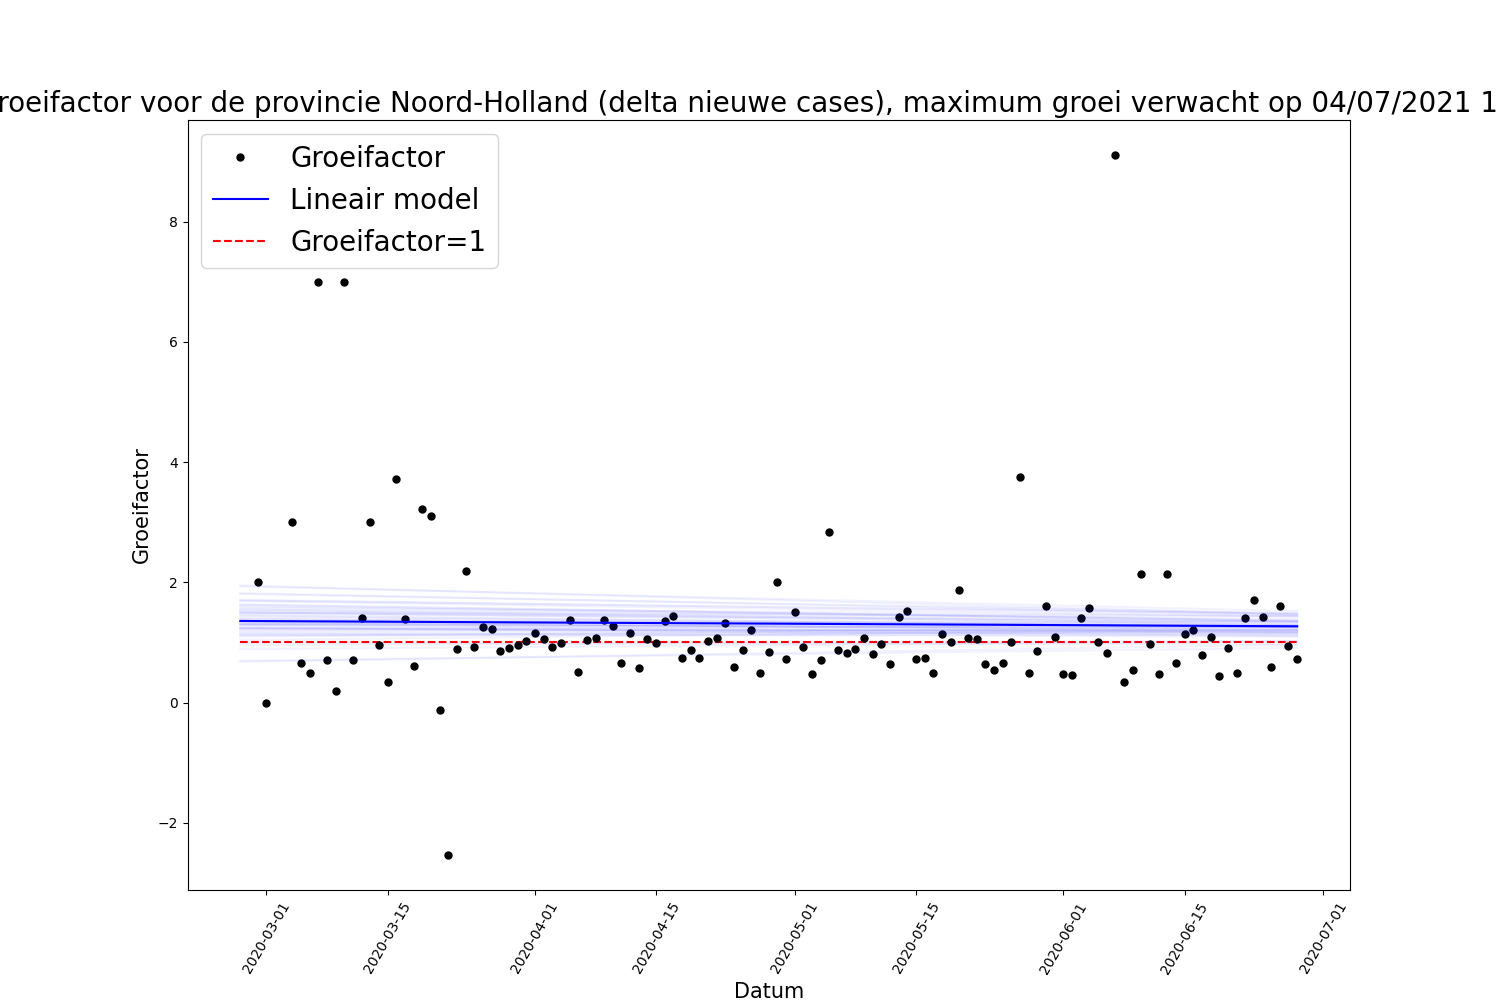 roeifactor voor de provincie Noord-Holland (delta nieuwe cases), maximum groei verwacht op 04/07/2021 1
Groeifactor
Lineair model
Groeifactor=1
Groeifactor
8
6
4
2
0
−2
2020-03-01
2020-03-15
2020-04-01
2020-04-15
2020-05-01
2020-05-15
2020-06-01
2020-06-15
2020-07-01
Datum